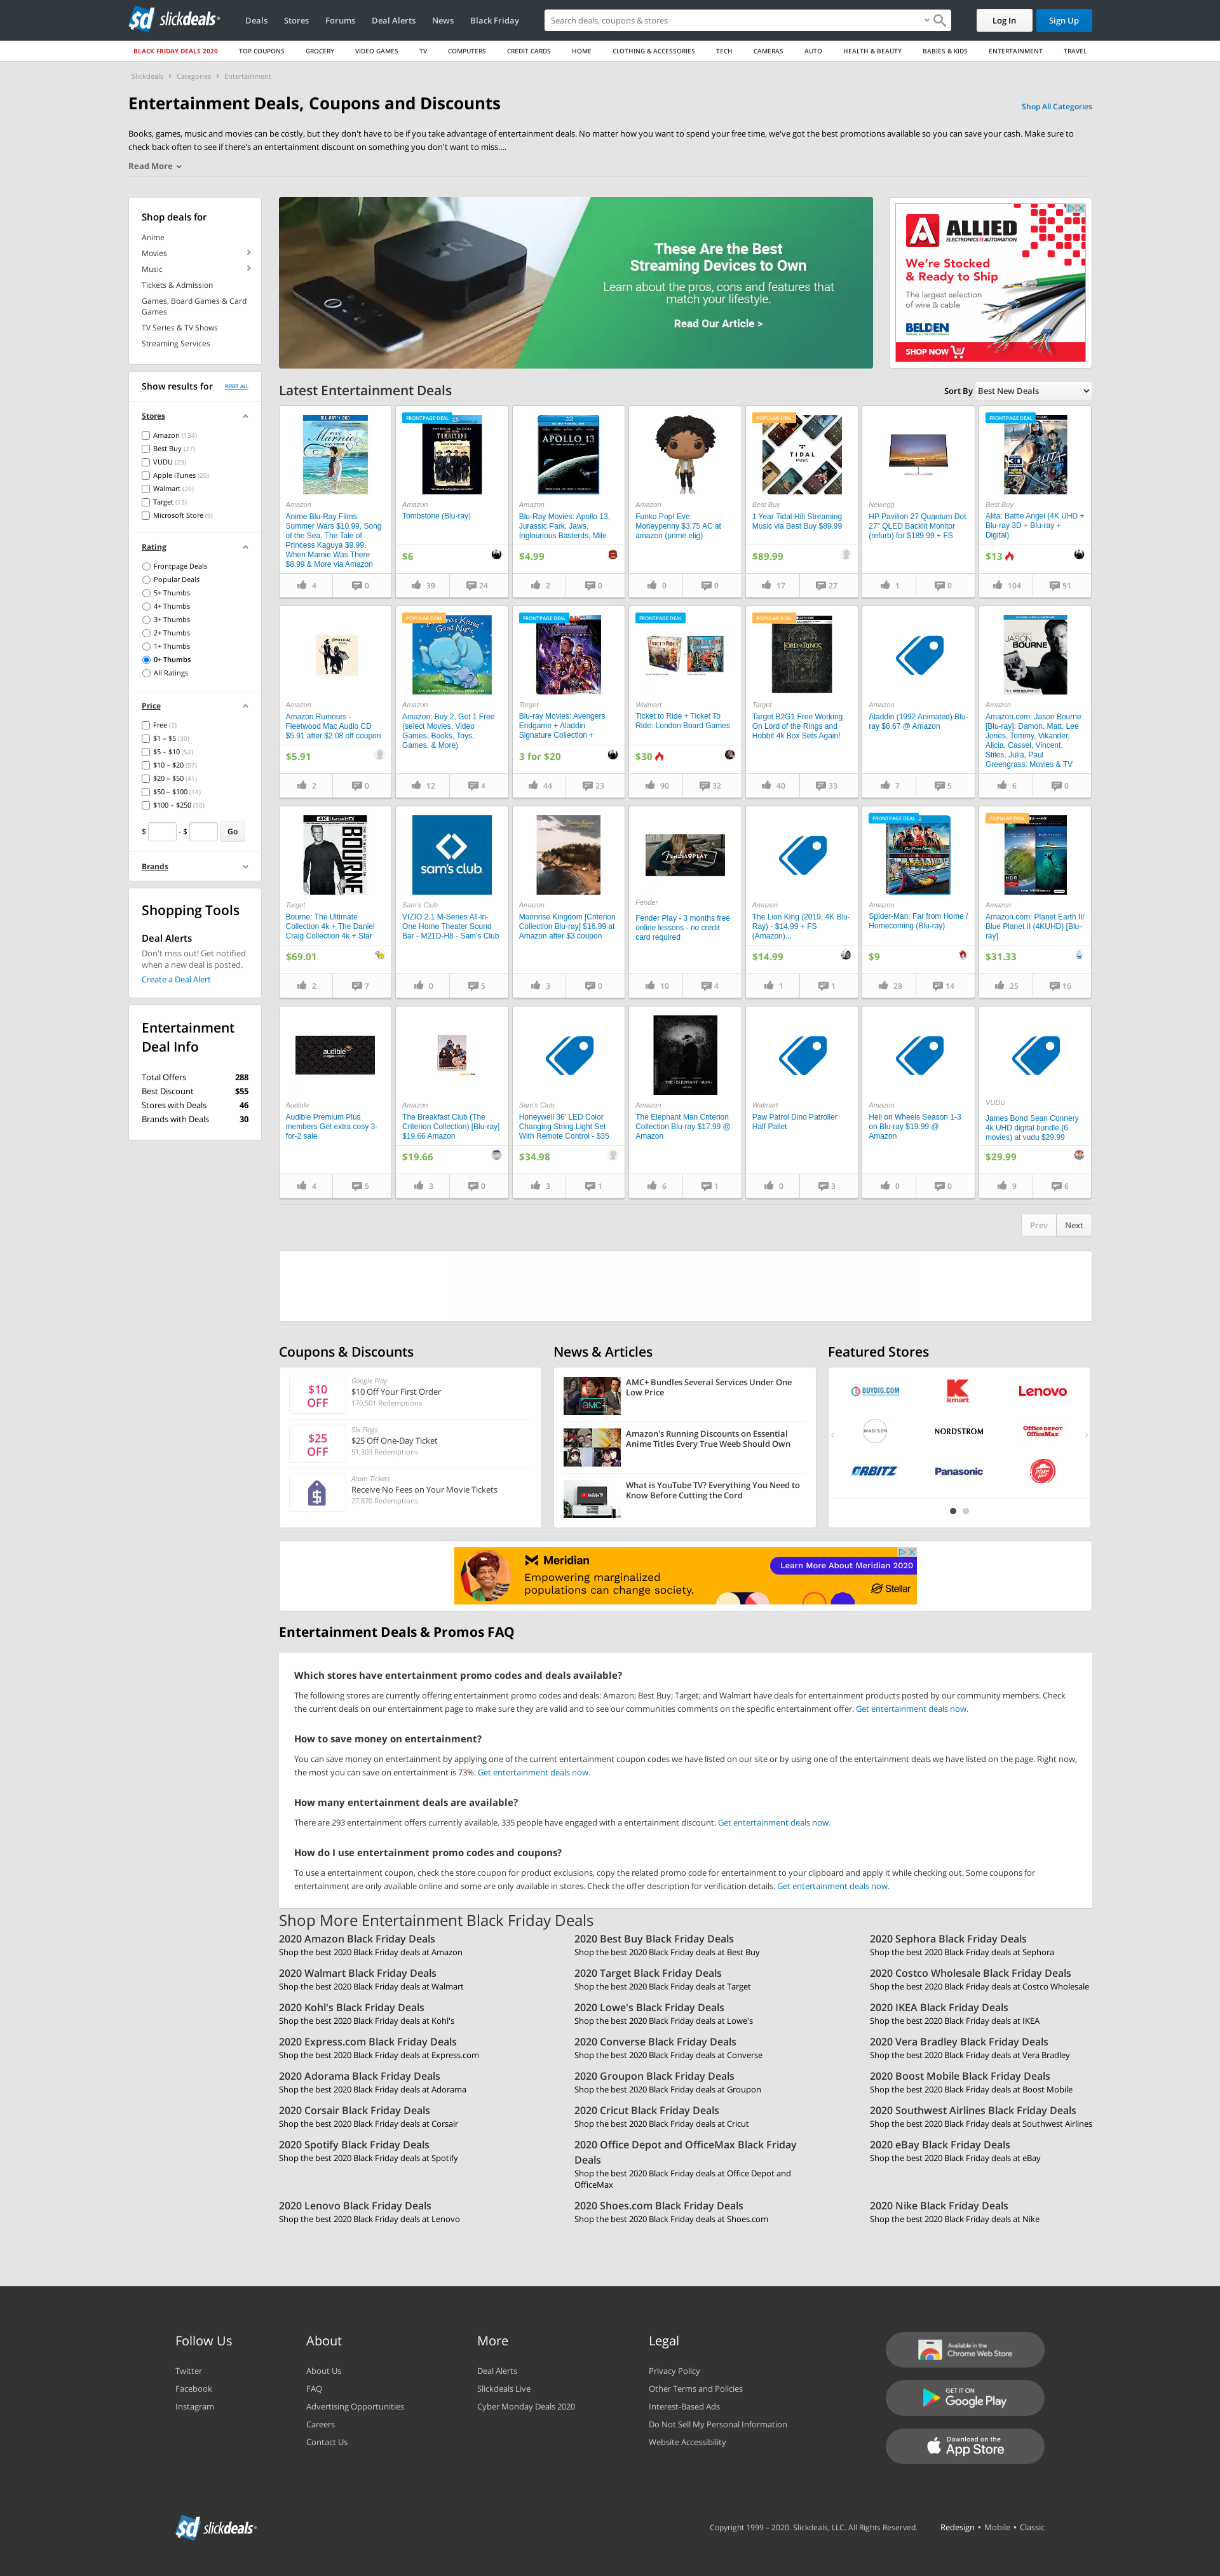 sd slickdeals
Deals
Stores
Forums
Deal Alerts
News
Black Friday
Search deals, coupons & stores
Log In
Sign Up
BLACK FRIDAY DEALS 2020
TOP COUPONS
GROCERY
VIDEO GAMES
TV
COMPUTERS
CREDIT CARDS
HOME
CLOTHING & ACCESSORIES
TECH
CAMERAS
AUTO
HEALTH & BEAUTY
BABIES & KIDS
ENTERTAINMENT
TRAVEL
Slickdeals › Categories › Entertainment
Entertainment Deals, Coupons and Discounts
Shop All Categories
Books, games, music and movies can be costly, but they don't have to be if you take advantage of entertainment deals. No matter how you want to spend your free time, we've got the best promotions available so you can save your cash. Make sure to
check back often to see if there's an entertainment discount on something you don't want to miss....
Read More
Shop deals for
Anime
Movies
Music
Tickets & Admission
Games, Board Games & Card
Games
TV Series & TV Shows
Streaming Services
Show results for
RESET ALL
Stores
Amazon (134)
Best Buy (27)
VUDU (23)
Apple iTunes (20)
Walmart (20)
Target (13)
Microsoft Store (9)
Rating
Frontpage Deals
Popular Deals
5+ Thumbs
4+ Thumbs
3+ Thumbs
2+ Thumbs
1+ Thumbs
0+ Thumbs
All Ratings
Price
Free (2)
$1 – $5 (30)
$5 – $10 (52)
$10 – $20 (57)
$20 – $50 (41)
$50 – $100 (18)
$100 – $250 (10)
$ - $ Go
Brands
Shopping Tools
Deal Alerts
Don't miss out! Get notified
when a new deal is posted.
Create a Deal Alert
Entertainment
Deal Info
Total Offers 288
Best Discount $55
Stores with Deals 46
Brands with Deals 30
tv
These Are the Best
Streaming Devices to Own
Learn about the pros, cons and features that
match your lifestyle.
Read Our Article >
ALLIED
ELECTRONICS & AUTOMATION
We're Stocked
& Ready to Ship
The largest selection
of wire & cable
BELDEN
SHOP NOW
Latest Entertainment Deals
Sort By Best New Deals
Amazon
Anime Blu-Ray Films:
Summer Wars $10.99, Song
of the Sea, The Tale of
Princess Kaguya $9.99,
When Marnie Was There
$8.99 & More via Amazon
4 0
FRONTPAGE DEAL
TOMBSTONE
Amazon
Tombstone (Blu-ray)
$6
39 24
APOLLO 13
Amazon
Blu-Ray Movies: Apollo 13,
Jurassic Park, Jaws,
Inglourious Basterds, Mile
$4.99
2 0
Amazon
Funko Pop! Eve
Moneypenny $3.75 AC at
amazon (prime elig)
0 0
POPULAR DEAL
TIDAL
MUSIC
Best Buy
1 Year Tidal Hifi Streaming
Music via Best Buy $89.99
$89.99
17 27
Newegg
HP Pavilion 27 Quantum Dot
27" QLED Backlit Monitor
(refurb) for $189.99 + FS
1 0
FRONTPAGE DEAL
ALITA
Best Buy
Alita: Battle Angel (4K UHD +
Blu-ray 3D + Blu-ray +
Digital)
$13
104 51
Amazon
Amazon Rumours -
Fleetwood Mac Audio CD
$5.91 after $2.08 off coupon
$5.91
2 0
POPULAR DEAL
Amazon
Amazon: Buy 2, Get 1 Free
(select Movies, Video
Games, Books, Toys,
Games, & More)
12 4
FRONTPAGE DEAL
Target
Blu-ray Movies: Avengers
Endgame + Aladdin
Signature Collection +
3 for $20
44 23
FRONTPAGE DEAL
Walmart
Ticket to Ride + Ticket To
Ride: London Board Games
$30
90 32
POPULAR DEAL
Target
Target B2G1 Free Working
On Lord of the Rings and
Hobbit 4k Box Sets Again!
40 33
Amazon
Aladdin (1992 Animated) Blu-
ray $6.67 @ Amazon
7 5
JASON
BOURNE
Amazon
Amazon.com: Jason Bourne
[Blu-ray]: Damon, Matt, Lee
Jones, Tommy, Vikander,
Alicia, Cassel, Vincent,
Stiles, Julia, Paul
Greengrass: Movies & TV
6 0
BOURNE
Target
Bourne: The Ultimate
Collection 4k + The Daniel
Craig Collection 4k + Star
$69.01
2 7
sam's club
Sam's Club
VIZIO 2.1 M-Series All-in-
One Home Theater Sound
Bar - M21D-H8 - Sam's Club
0 5
Amazon
Moonrise Kingdom [Criterion
Collection Blu-ray] $16.99 at
Amazon after $3 coupon
3 0
Fender PLAY
Fender
Fender Play - 3 months free
online lessons - no credit
card required
10 4
Amazon
The Lion King (2019, 4K Blu-
Ray) - $14.99 + FS
(Amazon)...
$14.99
1 1
FRONTPAGE DEAL
Amazon
Spider-Man: Far from Home /
Homecoming (Blu-ray)
$9
28 14
POPULAR DEAL
Amazon
Amazon.com: Planet Earth II/
Blue Planet II (4KUHD) [Blu-
ray]
$31.33
25 16
audible
Audible
Audible Premium Plus
members Get extra cosy 3-
for-2 sale
4 5
Amazon
The Breakfast Club (The
Criterion Collection) [Blu-ray]
$19.66 Amazon
$19.66
3 0
Sam's Club
Honeywell 36' LED Color
Changing String Light Set
With Remote Control - $35
$34.98
3 1
THE ELEPHANT MAN
Amazon
The Elephant Man Criterion
Collection Blu-ray $17.99 @
Amazon
6 1
Walmart
Paw Patrol Dino Patroller
Half Pallet
0 3
Amazon
Hell on Wheels Season 1-3
on Blu-ray $19.99 @
Amazon
0 0
VUDU
James Bond Sean Connery
4k UHD digital bundle (6
movies) at vudu $29.99
$29.99
9 6
Prev
Next
Coupons & Discounts
$10
OFF
Google Play
$10 Off Your First Order
170,501 Redemptions
$25
OFF
Six Flags
$25 Off One-Day Ticket
51,303 Redemptions
Atom Tickets
Receive No Fees on Your Movie Tickets
27,870 Redemptions
News & Articles
AMC+ Bundles Several Services Under One
Low Price
Amazon's Running Discounts on Essential
Anime Titles Every True Weeb Should Own
What is YouTube TV? Everything You Need to
Know Before Cutting the Cord
Featured Stores
BUYDIG.COM
kmart
Lenovo
MADISON
NORDSTROM
Office DEPOT
OfficeMax
ORBITZ
Panasonic
Pizza Hut
Meridian
Empowering marginalized
populations can change society.
Learn More About Meridian 2020
Stellar
Entertainment Deals & Promos FAQ
Which stores have entertainment promo codes and deals available?
The following stores are currently offering entertainment promo codes and deals: Amazon; Best Buy; Target; and Walmart have deals for entertainment products posted by our community members. Check
the current deals on our entertainment page to make sure they are valid and to see our communities comments on the specific entertainment offer. Get entertainment deals now.
How to save money on entertainment?
You can save money on entertainment by applying one of the current entertainment coupon codes we have listed on our site or by using one of the entertainment deals we have listed on the page. Right now,
the most you can save on entertainment is 73%. Get entertainment deals now.
How many entertainment deals are available?
There are 293 entertainment offers currently available. 335 people have engaged with a entertainment discount. Get entertainment deals now.
How do I use entertainment promo codes and coupons?
To use a entertainment coupon, check the store coupon for product exclusions, copy the related promo code for entertainment to your clipboard and apply it while checking out. Some coupons for
entertainment are only available online and some are only available in stores. Check the offer description for verification details. Get entertainment deals now.
Shop More Entertainment Black Friday Deals
2020 Amazon Black Friday Deals
Shop the best 2020 Black Friday deals at Amazon
2020 Best Buy Black Friday Deals
Shop the best 2020 Black Friday deals at Best Buy
2020 Sephora Black Friday Deals
Shop the best 2020 Black Friday deals at Sephora
2020 Walmart Black Friday Deals
Shop the best 2020 Black Friday deals at Walmart
2020 Target Black Friday Deals
Shop the best 2020 Black Friday deals at Target
2020 Costco Wholesale Black Friday Deals
Shop the best 2020 Black Friday deals at Costco Wholesale
2020 Kohl's Black Friday Deals
Shop the best 2020 Black Friday deals at Kohl's
2020 Lowe's Black Friday Deals
Shop the best 2020 Black Friday deals at Lowe's
2020 IKEA Black Friday Deals
Shop the best 2020 Black Friday deals at IKEA
2020 Express.com Black Friday Deals
Shop the best 2020 Black Friday deals at Express.com
2020 Converse Black Friday Deals
Shop the best 2020 Black Friday deals at Converse
2020 Vera Bradley Black Friday Deals
Shop the best 2020 Black Friday deals at Vera Bradley
2020 Adorama Black Friday Deals
Shop the best 2020 Black Friday deals at Adorama
2020 Groupon Black Friday Deals
Shop the best 2020 Black Friday deals at Groupon
2020 Boost Mobile Black Friday Deals
Shop the best 2020 Black Friday deals at Boost Mobile
2020 Corsair Black Friday Deals
Shop the best 2020 Black Friday deals at Corsair
2020 Cricut Black Friday Deals
Shop the best 2020 Black Friday deals at Cricut
2020 Southwest Airlines Black Friday Deals
Shop the best 2020 Black Friday deals at Southwest Airlines
2020 Spotify Black Friday Deals
Shop the best 2020 Black Friday deals at Spotify
2020 Office Depot and OfficeMax Black Friday
Deals
Shop the best 2020 Black Friday deals at Office Depot and
OfficeMax
2020 eBay Black Friday Deals
Shop the best 2020 Black Friday deals at eBay
2020 Lenovo Black Friday Deals
Shop the best 2020 Black Friday deals at Lenovo
2020 Shoes.com Black Friday Deals
Shop the best 2020 Black Friday deals at Shoes.com
2020 Nike Black Friday Deals
Shop the best 2020 Black Friday deals at Nike
Follow Us
Twitter
Facebook
Instagram
About
About Us
FAQ
Advertising Opportunities
Careers
Contact Us
More
Deal Alerts
Slickdeals Live
Cyber Monday Deals 2020
Legal
Privacy Policy
Other Terms and Policies
Interest-Based Ads
Do Not Sell My Personal Information
Website Accessibility
Available in the
Chrome Web Store
GET IT ON
Google Play
Download on the
App Store
sd slickdeals
Copyright 1999 – 2020. Slickdeals, LLC. All Rights Reserved.
Redesign • Mobile • Classic